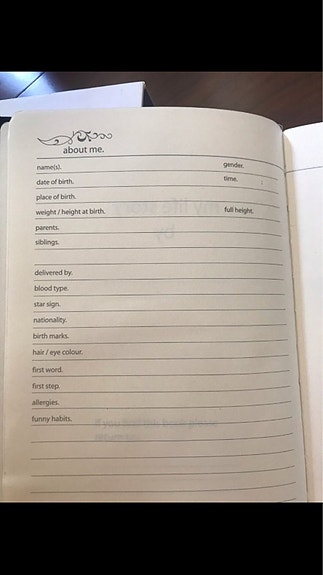 about me.
name(s). gender.
date of birth. time. :
place of birth.
weight / height at birth. full height.
parents.
siblings.
delivered by.
blood type.
star sign.
nationality.
birth marks.
hair / eye colour.
first word.
first step.
allergies.
funny habits.